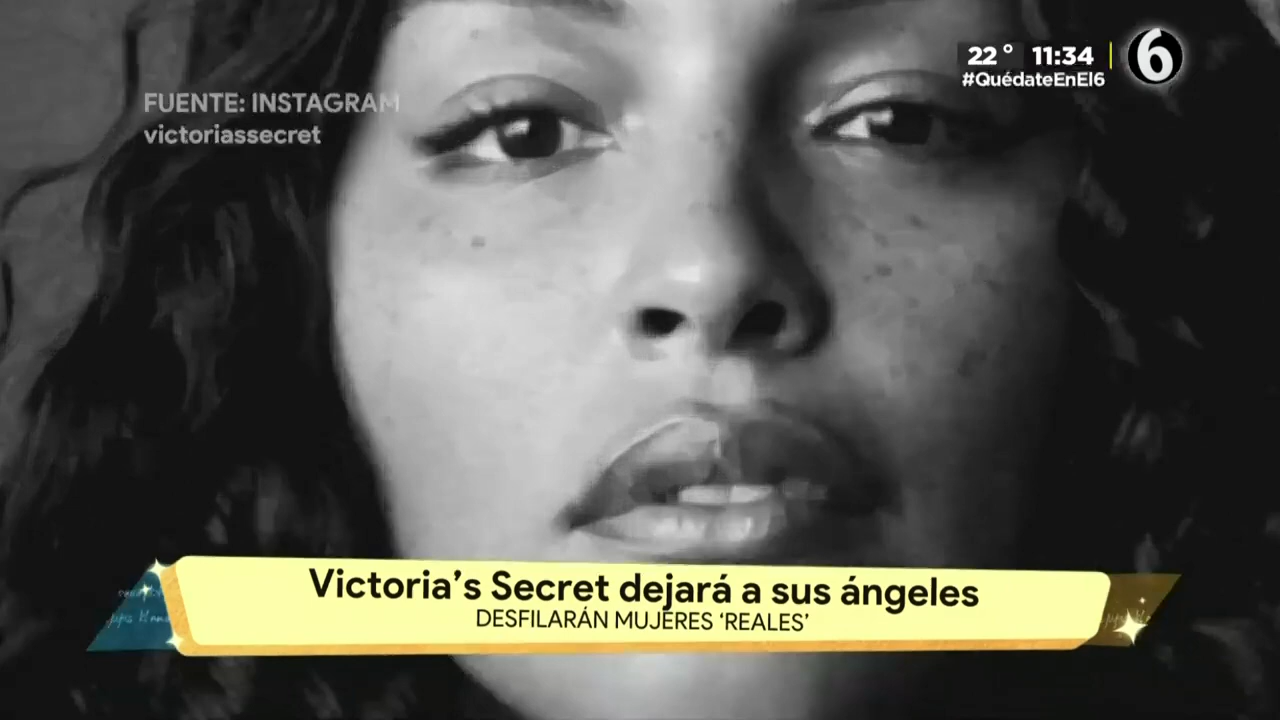 22° 11:34
#QuédateEnEl6
6
FUENTE: INSTAGRAM
victoriassecret
Victoria’s Secret dejará a sus ángeles
DESFILARÁN MUJERES ‘REALES’